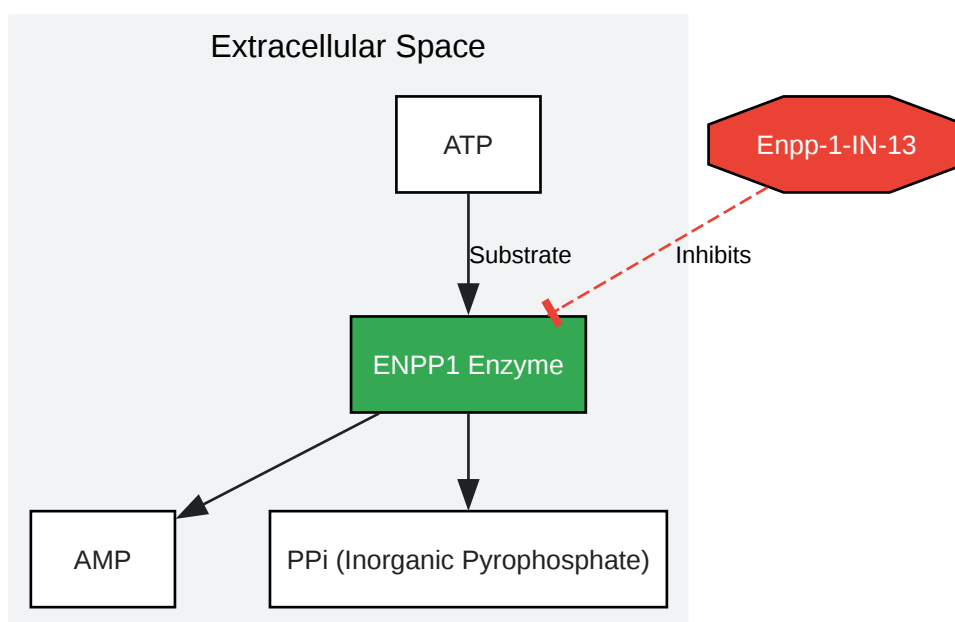 Extracellular Space
ATP
Enpp-1-IN-13
Substrate
Inhibits
ENPP1 Enzyme
AMP
PPi (Inorganic Pyrophosphate)